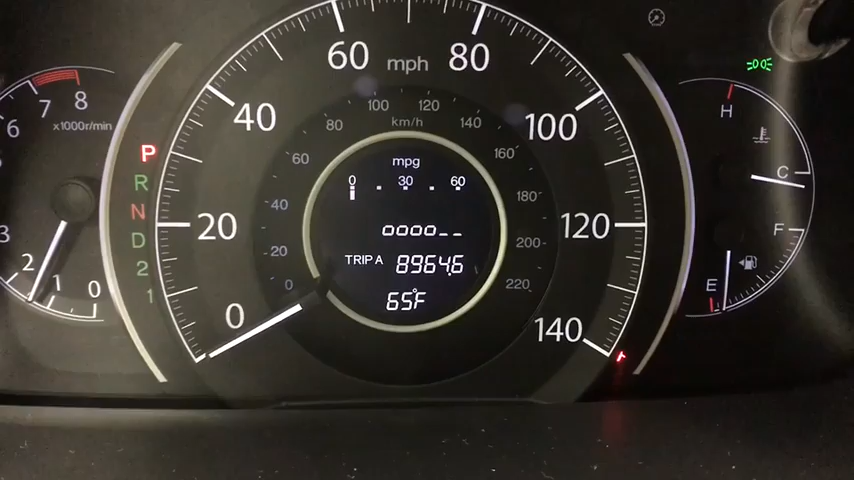 60 mph 80
40 100
20 120
0 140
100 120
80 km/h 140
60 160
40 180
20 200
0 220
mpg
0 30 60
oooo__
TRIP A 8964.6
65°F
8
7
6
3
2
1
0
x1000r/min
P
R
N
D
2
1
H
C
F
E